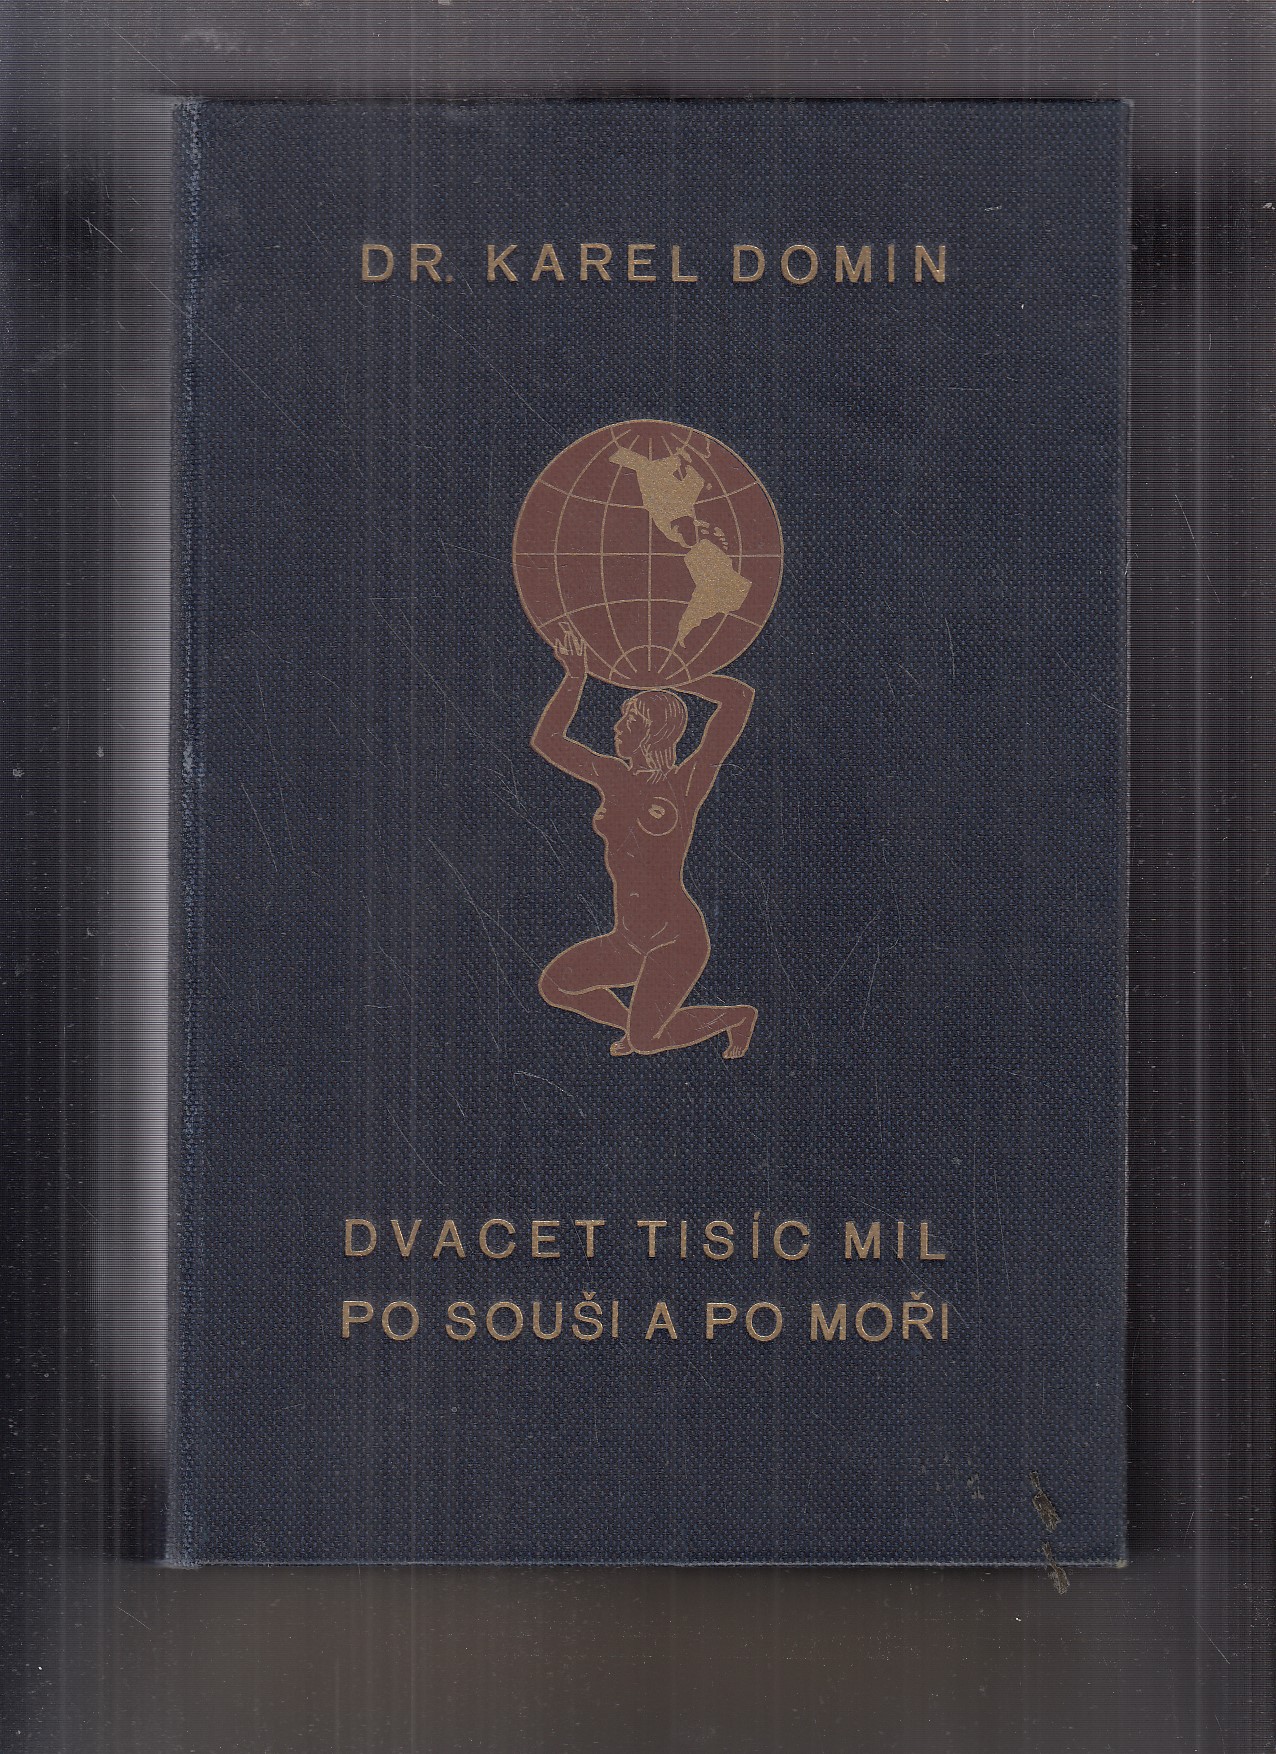 DR. KAREL DOMIN
DVACET TISÍC MIL
PO SOUŠI A PO MOŘI